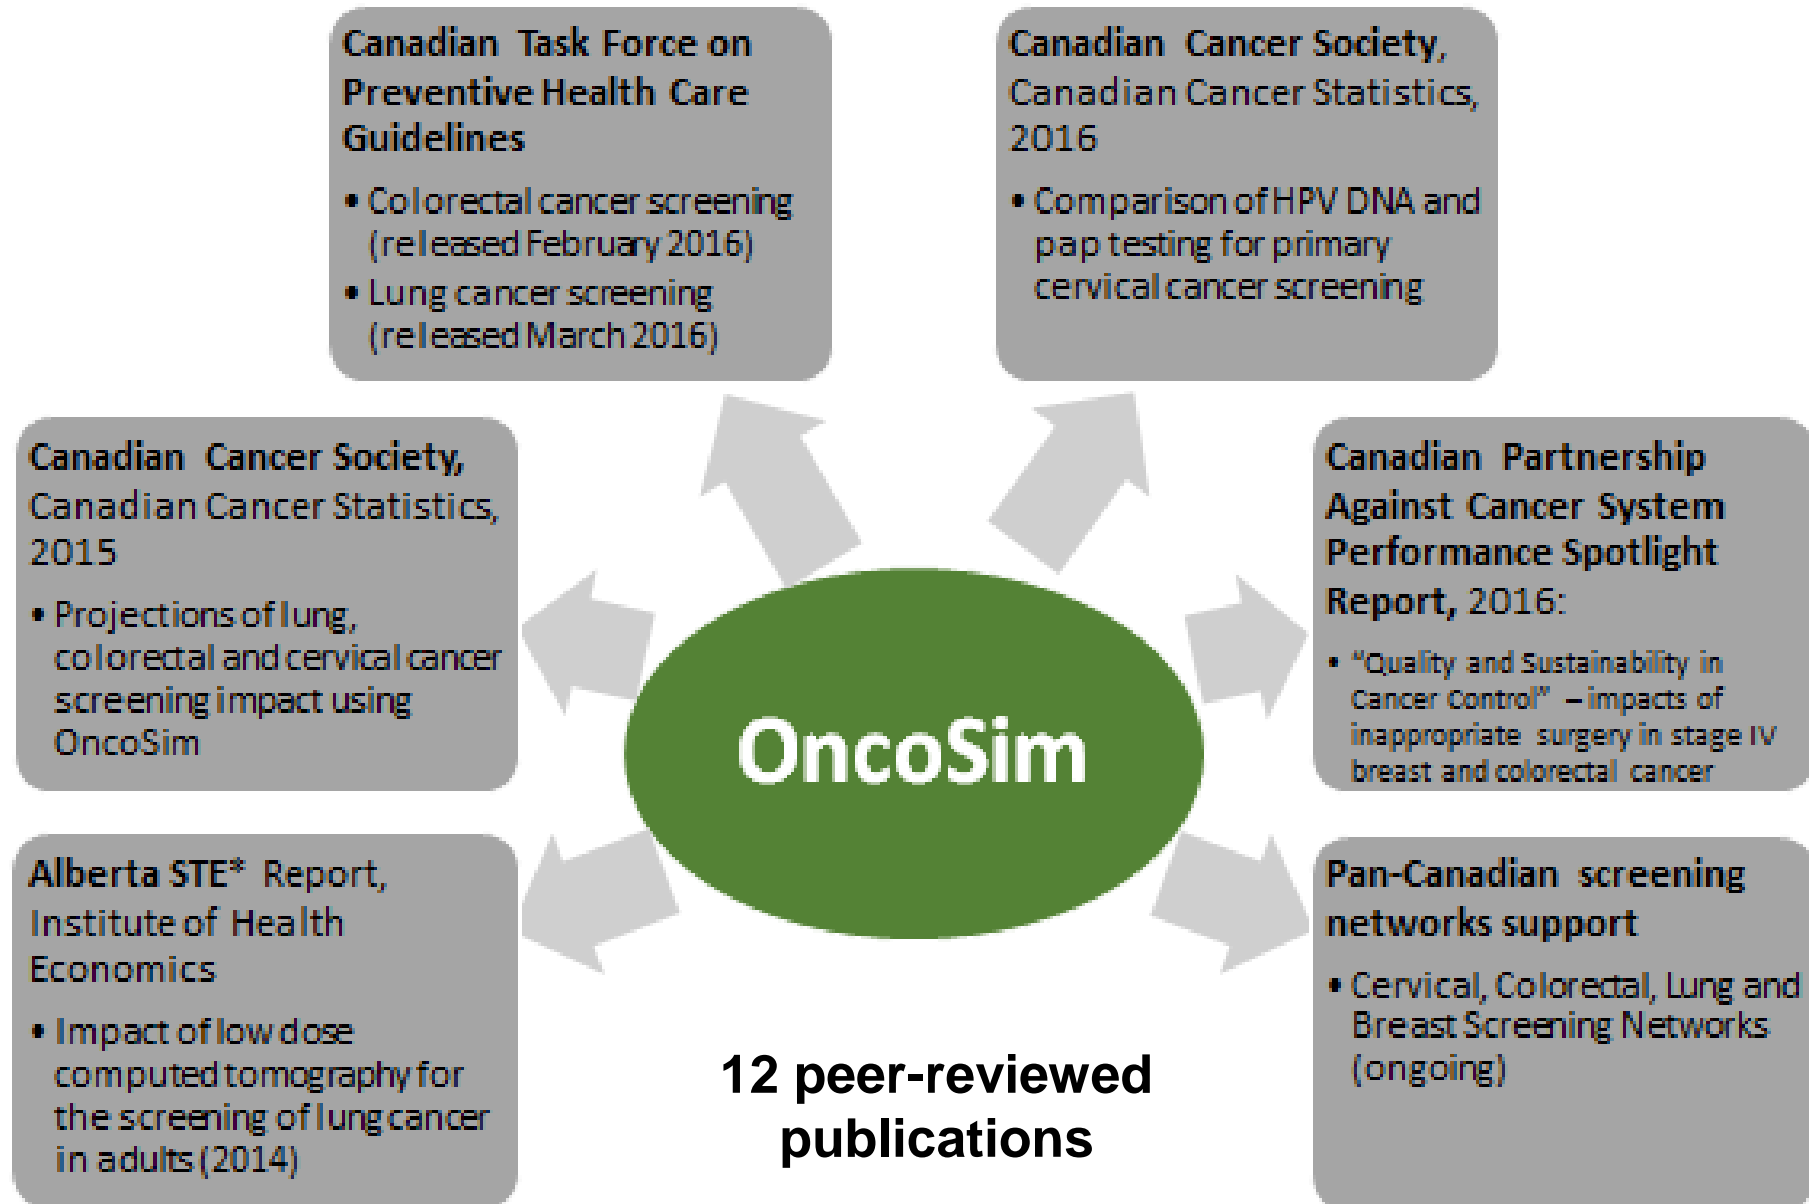 Canadian Task Force on
Preventive Health Care
Guidelines
• Colorectal cancer screening
(released February 2016)
• Lung cancer screening
(released March 2016)
Canadian Cancer Society,
Canadian Cancer Statistics,
2016
• Comparison of HPV DNA and
pap testing for primary
cervical cancer screening
Canadian Cancer Society,
Canadian Cancer Statistics,
2015
• Projections of lung,
colorectal and cervical cancer
screening impact using
OncoSim
Canadian Partnership
Against Cancer System
Performance Spotlight
Report, 2016:
• “Quality and Sustainability in
Cancer Control” – impacts of
inappropriate surgery in stage IV
breast and colorectal cancer
OncoSim
Alberta STE* Report,
Institute of Health
Economics
• Impact of low dose
computed tomography for
the screening of lung cancer
in adults (2014)
Pan-Canadian screening
networks support
• Cervical, Colorectal, Lung and
Breast Screening Networks
(ongoing)
12 peer-reviewed
publications